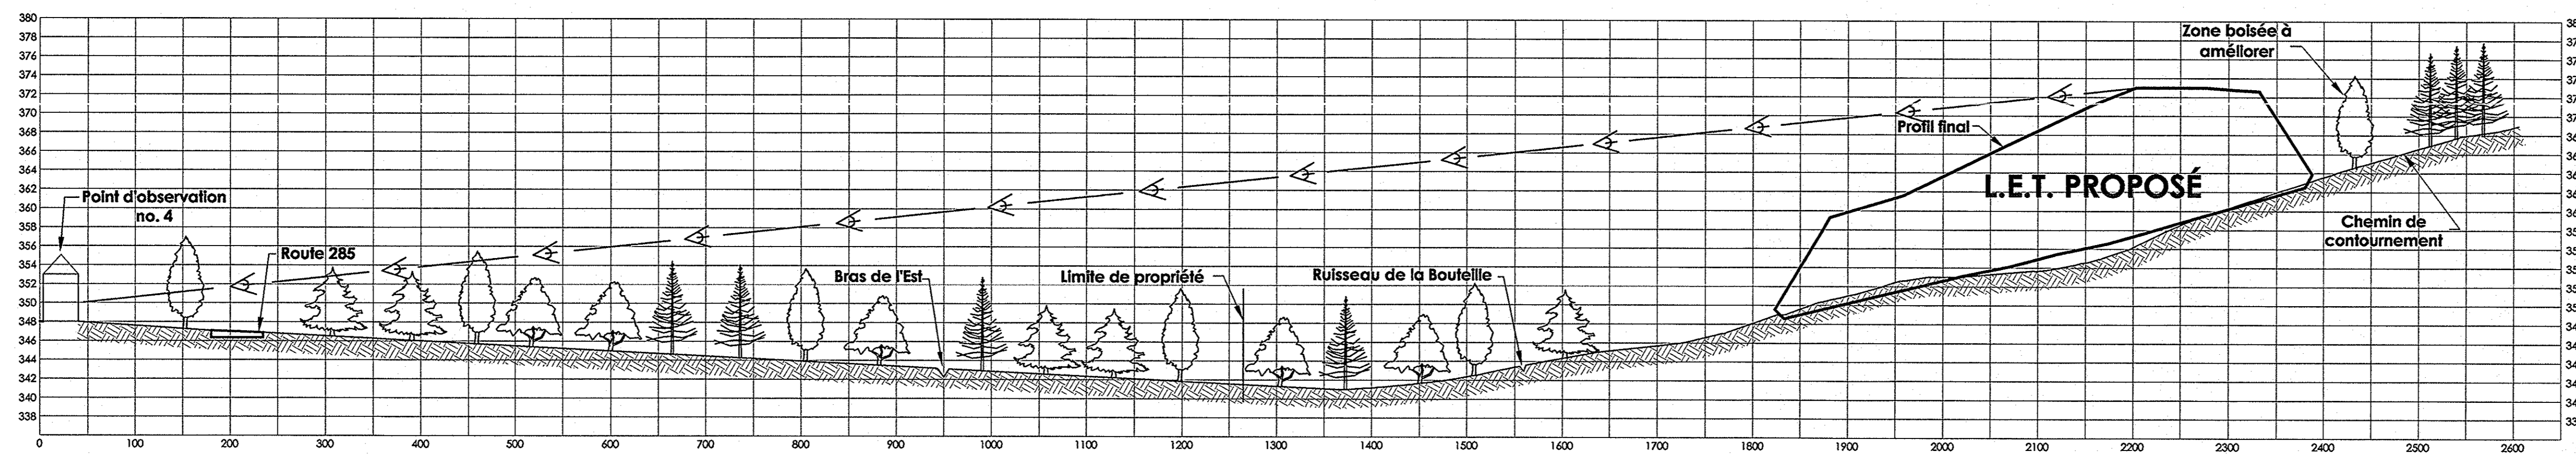 380
378
376
374
372
370
368
366
364
362
360
358
356
354
352
350
348
346
344
342
340
338
Point d'observation
no. 4
Route 285
Bras de l'Est
Limite de propriété
Ruisseau de la Bouteille
Profil final
L.E.T. PROPOSÉ
Zone boisée à
améliorer
Chemin de
contournement
0 100 200 300 400 500 600 700 800 900 1000 1100 1200 1300 1400 1500 1600 1700 1800 1900 2000 2100 2200 2300 2400 2500 2600